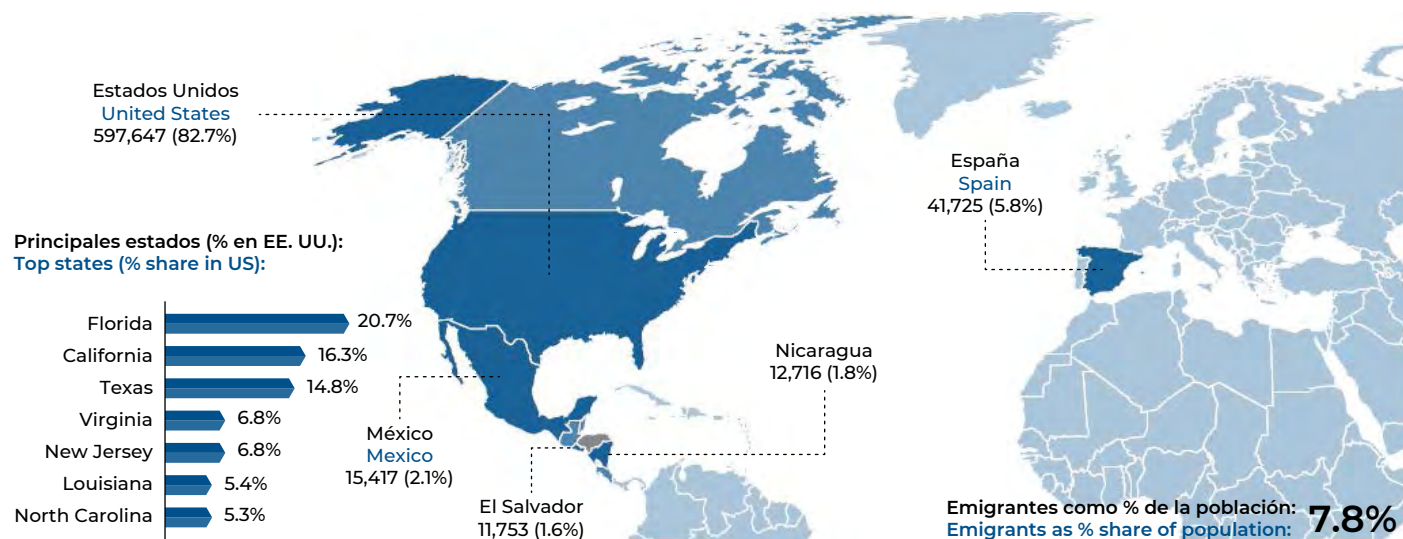 Estados Unidos
United States
597,647 (82.7%)
España
Spain
41,725 (5.8%)
Principales estados (% en EE. UU.):
Top states (% share in US):
Florida 20.7%
California 16.3%
Texas 14.8%
Virginia 6.8%
New Jersey 6.8%
Louisiana 5.4%
North Carolina 5.3%
Nicaragua
12,716 (1.8%)
México
Mexico
15,417 (2.1%)
El Salvador
11,753 (1.6%)
Emigrantes como % de la población:
Emigrants as % share of population:
7.8%